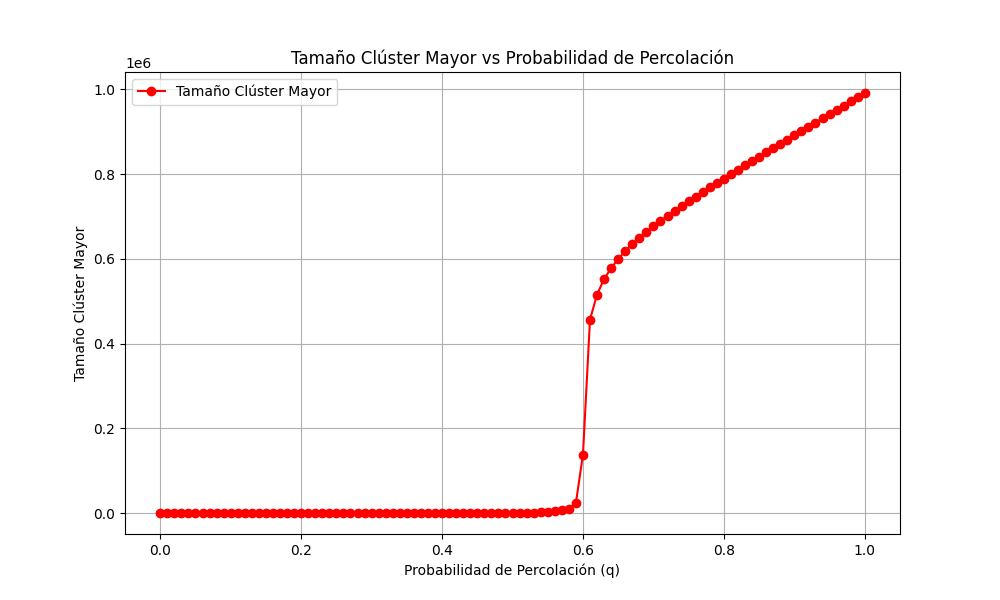 Tamaño Clúster Mayor vs Probabilidad de Percolación
1e6
Tamaño Clúster Mayor
1.0
0.8
0.6
0.4
0.2
0.0
Tamaño Clúster Mayor
0.0 0.2 0.4 0.6 0.8 1.0
Probabilidad de Percolación (q)